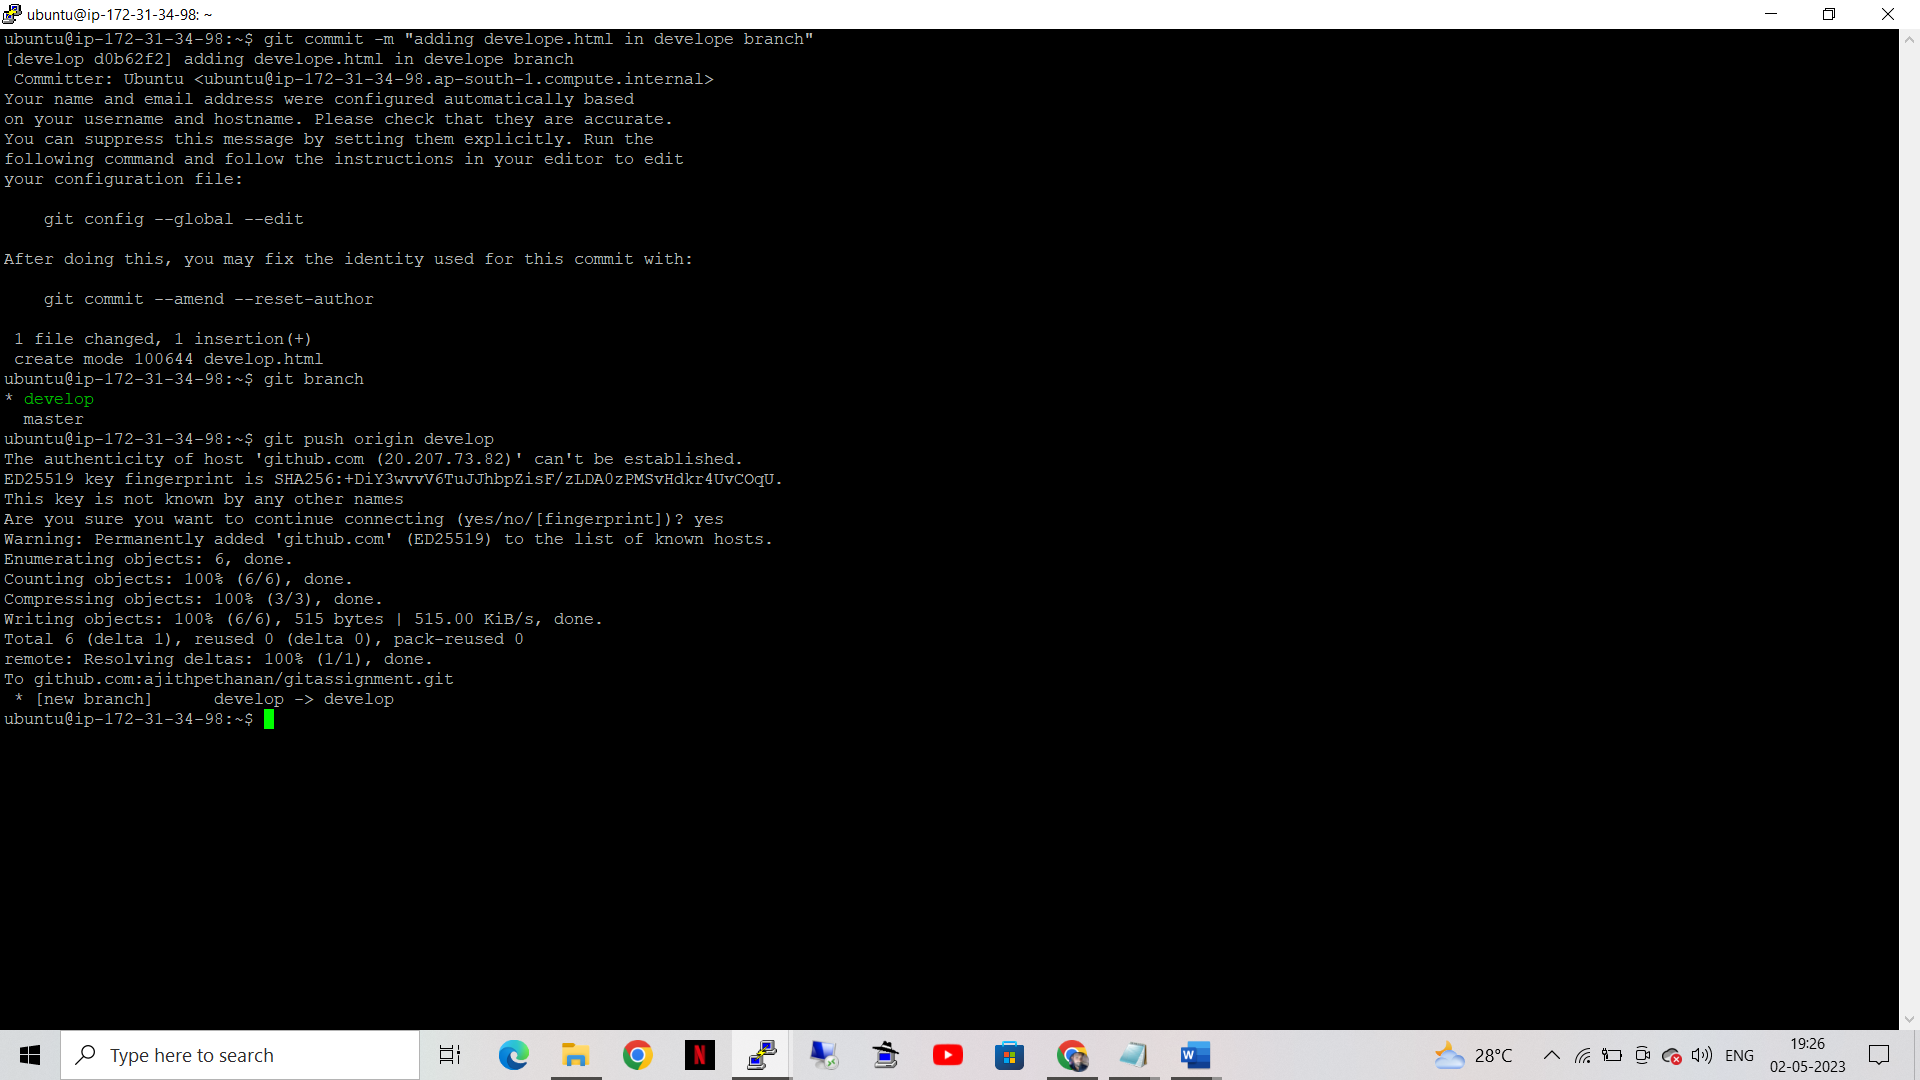 ubuntu@ip-172-31-34-98: ~
ubuntu@ip-172-31-34-98:~$ git commit -m "adding develope.html in develope branch"
[develop d0b62f2] adding develope.html in develope branch
 Committer: Ubuntu <ubuntu@ip-172-31-34-98.ap-south-1.compute.internal>
Your name and email address were configured automatically based
on your username and hostname. Please check that they are accurate.
You can suppress this message by setting them explicitly. Run the
following command and follow the instructions in your editor to edit
your configuration file:
    git config --global --edit
After doing this, you may fix the identity used for this commit with:
    git commit --amend --reset-author
 1 file changed, 1 insertion(+)
 create mode 100644 develop.html
ubuntu@ip-172-31-34-98:~$ git branch
* develop
  master
ubuntu@ip-172-31-34-98:~$ git push origin develop
The authenticity of host 'github.com (20.207.73.82)' can't be established.
ED25519 key fingerprint is SHA256:+DiY3wvvV6TuJJhbpZisF/zLDA0zPMSvHdkr4UvCOqU.
This key is not known by any other names
Are you sure you want to continue connecting (yes/no/[fingerprint])? yes
Warning: Permanently added 'github.com' (ED25519) to the list of known hosts.
Enumerating objects: 6, done.
Counting objects: 100% (6/6), done.
Compressing objects: 100% (3/3), done.
Writing objects: 100% (6/6), 515 bytes | 515.00 KiB/s, done.
Total 6 (delta 1), reused 0 (delta 0), pack-reused 0
remote: Resolving deltas: 100% (1/1), done.
To github.com:ajithpethanan/gitassignment.git
 * [new branch]      develop -> develop
ubuntu@ip-172-31-34-98:~$
Type here to search
N
W
28°C
ENG
19:26
02-05-2023